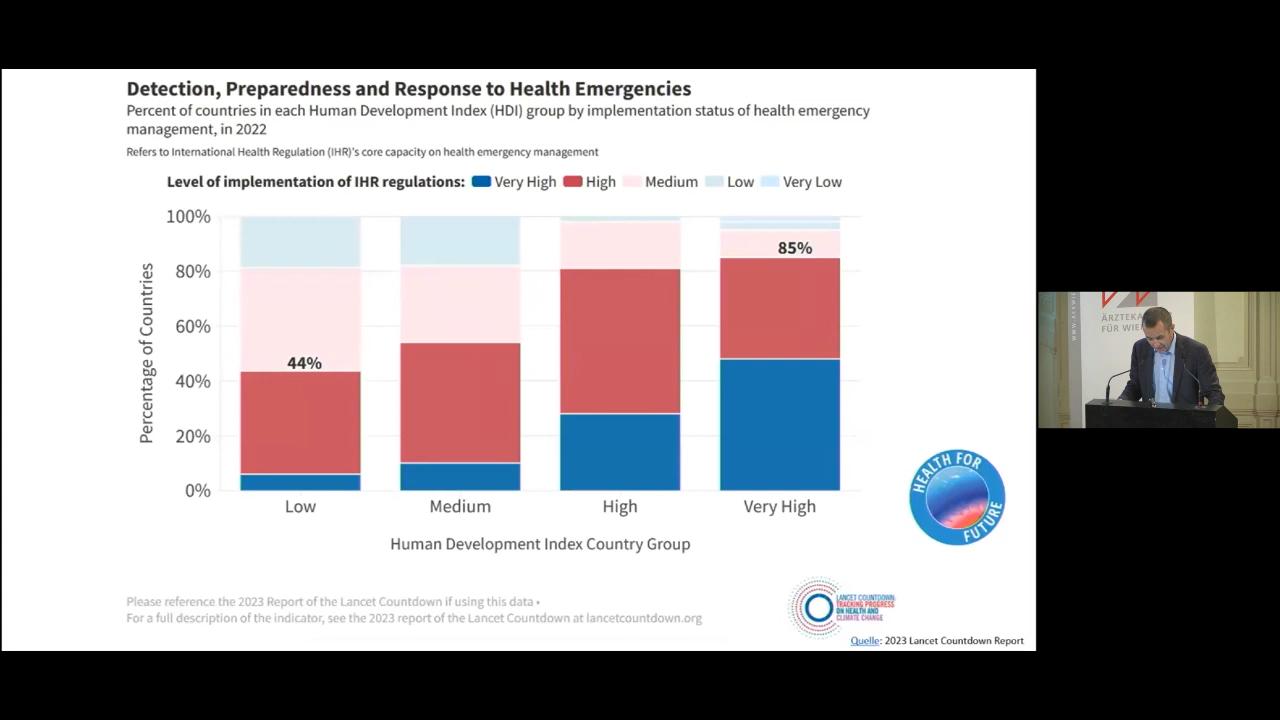 Detection, Preparedness and Response to Health Emergencies
Percent of countries in each Human Development Index (HDI) group by implementation status of health emergency
management, in 2022
Refers to International Health Regulation (IHR)'s core capacity on health emergency management
Level of implementation of IHR regulations: Very High High Medium Low Very Low
100%
80%
60%
40%
20%
0%
Percentage of Countries
44%
85%
Low Medium High Very High
Human Development Index Country Group
HEALTH FOR
FUTURE
Please reference the 2023 Report of the Lancet Countdown if using this data •
For a full description of the indicator, see the 2023 report of the Lancet Countdown at lancetcountdown.org
LANCET COUNTDOWN:
TRACKING PROGRESS
ON HEALTH AND
CLIMATE CHANGE
Quelle: 2023 Lancet Countdown Report
ÄRZTEKA
FÜR WIE